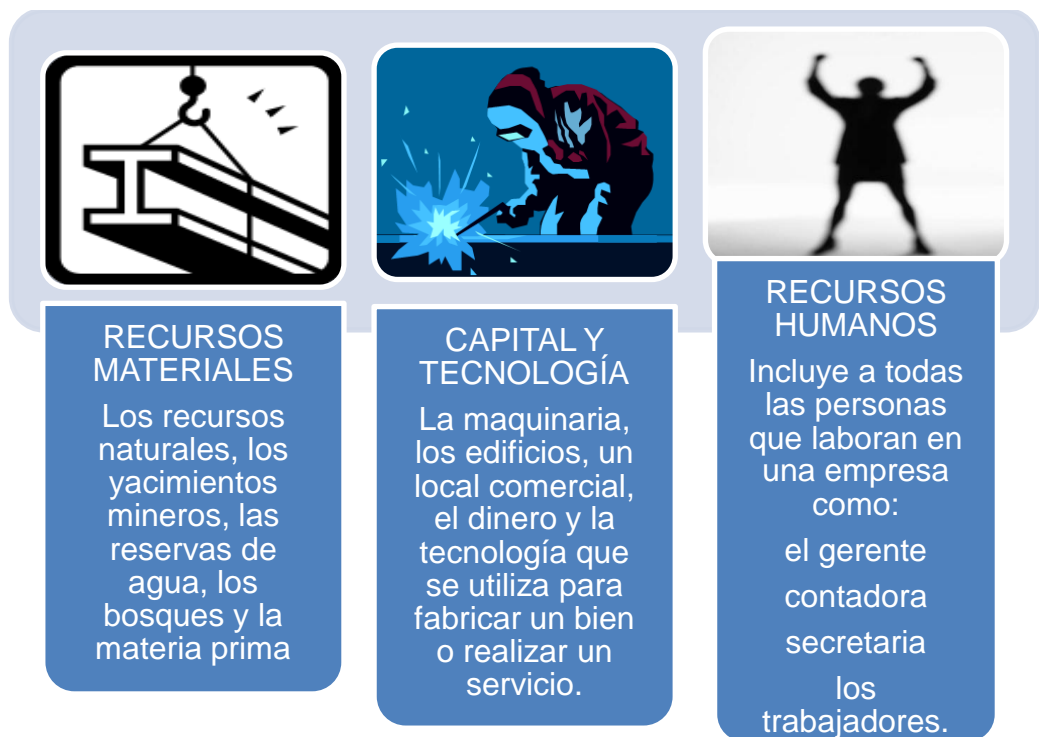 RECURSOS
MATERIALES
Los recursos
naturales, los
yacimientos
mineros, las
reservas de
agua, los
bosques y la
materia prima
CAPITAL Y
TECNOLOGÍA
La maquinaria,
los edificios, un
local comercial,
el dinero y la
tecnología que
se utiliza para
fabricar un bien
o realizar un
servicio.
RECURSOS
HUMANOS
Incluye a todas
las personas
que laboran en
una empresa
como:
el gerente
contadora
secretaria
los
trabajadores.